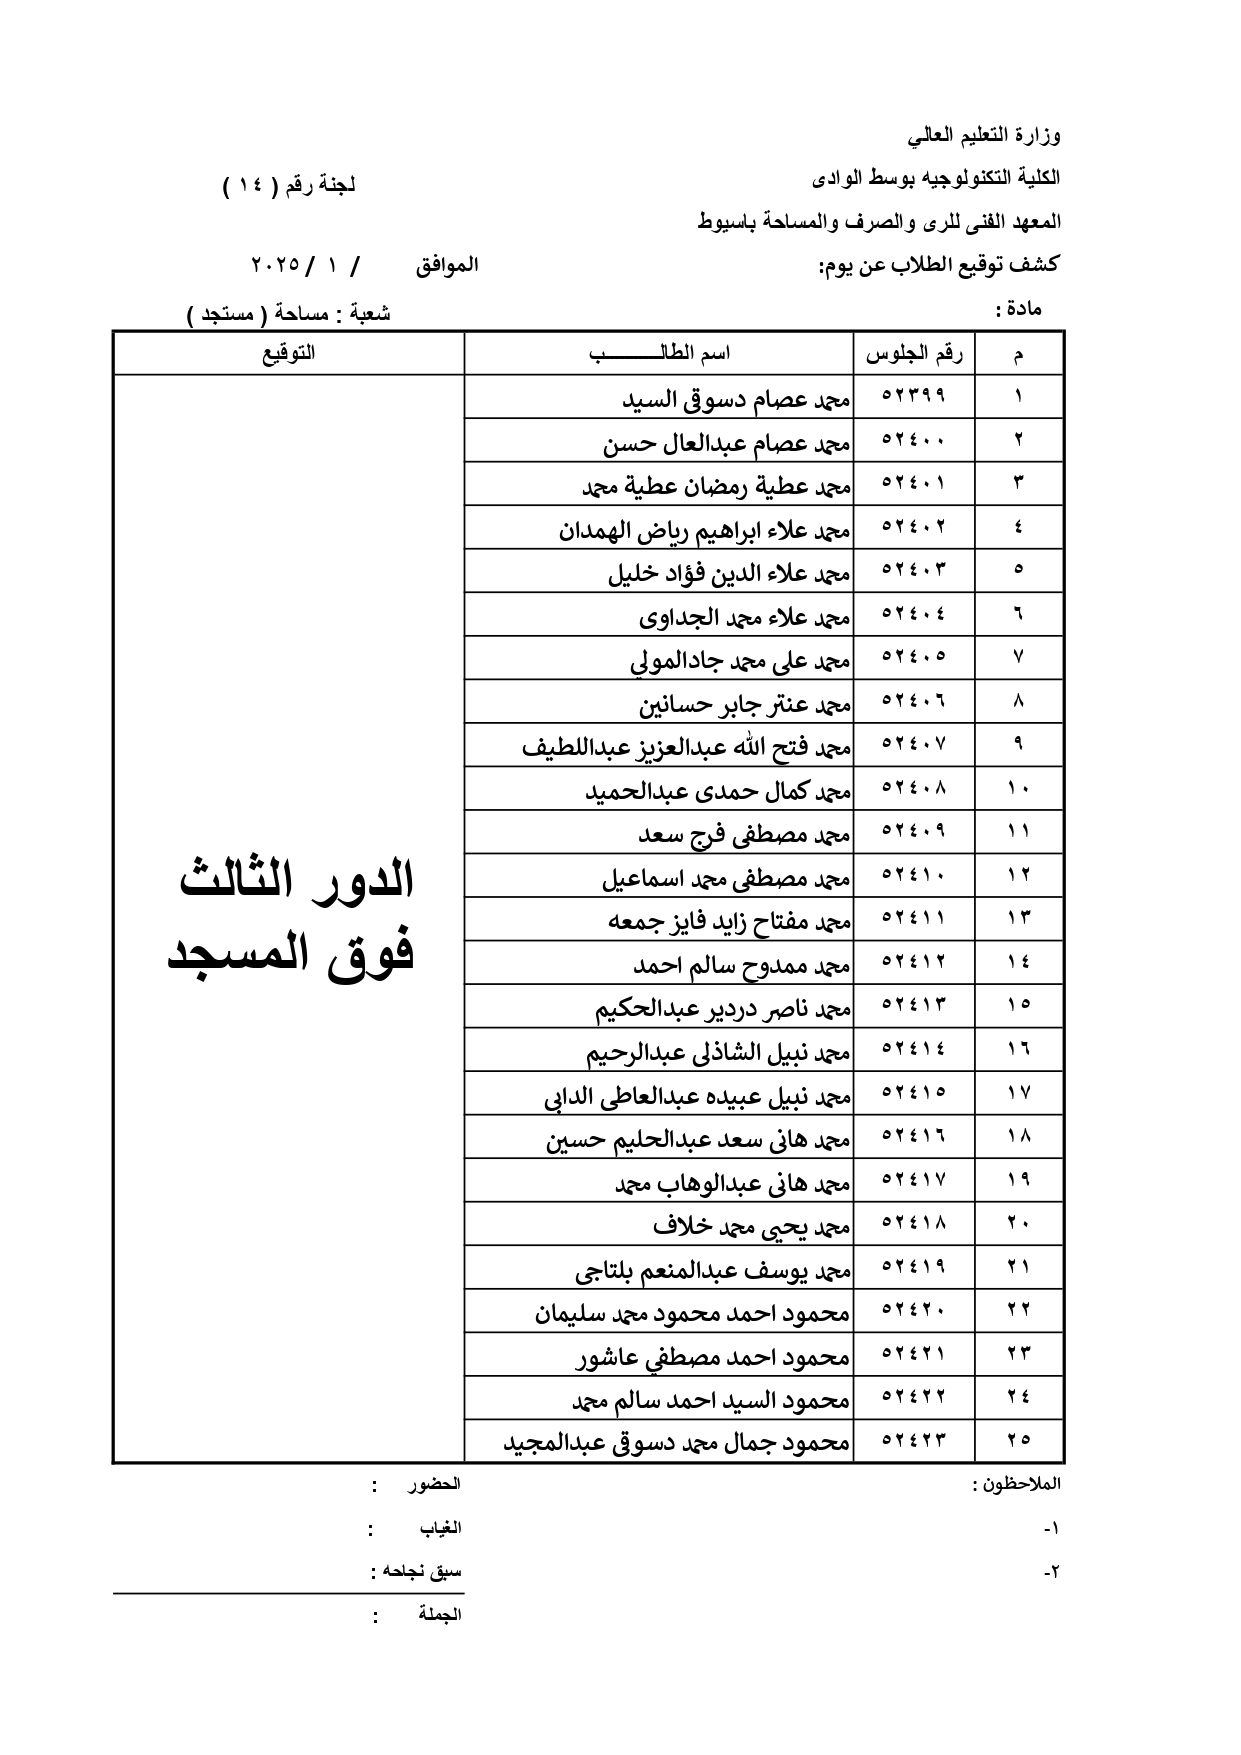 وزارة التعليم العالي
الكلية التكنولوجيه بوسط الوادى
لجنة رقم ( ١٤ )
المعهد الفنى للرى والصرف والمساحة باسيوط
كشف توقيع الطلاب عن يوم: الموافق / ١ / ٢٠٢٥
مادة :
شعبة : مساحة ( مستجد )
م رقم الجلوس اسم الطالـــــــب التوقيع
١ ٥٢٣٩٩ محمد عصام دسوقى السيد
٢ ٥٢٤٠٠ محمد عصام عبدالعال حسن
٣ ٥٢٤٠١ محمد عطية رمضان عطية محمد
٤ ٥٢٤٠٢ محمد علاء ابراهيم رياض الهمدان
٥ ٥٢٤٠٣ محمد علاء الدين فؤاد خليل
٦ ٥٢٤٠٤ محمد علاء محمد الجداوى
٧ ٥٢٤٠٥ محمد على محمد جادالمولي
٨ ٥٢٤٠٦ محمد عنتر جابر حسانين
٩ ٥٢٤٠٧ محمد فتح الله عبدالعزيز عبداللطيف
١٠ ٥٢٤٠٨ محمد كمال حمدى عبدالحميد
١١ ٥٢٤٠٩ محمد مصطفى فرج سعد
١٢ ٥٢٤١٠ محمد مصطفى محمد اسماعيل
١٣ ٥٢٤١١ محمد مفتاح زايد فايز جمعه
١٤ ٥٢٤١٢ محمد ممدوح سالم احمد
١٥ ٥٢٤١٣ محمد ناصر دردير عبدالحكيم
١٦ ٥٢٤١٤ محمد نبيل الشاذلى عبدالرحيم
١٧ ٥٢٤١٥ محمد نبيل عبيده عبدالعاطى الدابى
١٨ ٥٢٤١٦ محمد هانى سعد عبدالحليم حسين
١٩ ٥٢٤١٧ محمد هانى عبدالوهاب محمد
٢٠ ٥٢٤١٨ محمد يحيى محمد خلاف
٢١ ٥٢٤١٩ محمد يوسف عبدالمنعم بلتاجى
٢٢ ٥٢٤٢٠ محمود احمد محمود محمد سليمان
٢٣ ٥٢٤٢١ محمود احمد مصطفي عاشور
٢٤ ٥٢٤٢٢ محمود السيد احمد سالم محمد
٢٥ ٥٢٤٢٣ محمود جمال محمد دسوقى عبدالمجيد
الدور الثالث
فوق المسجد
الملاحظون : الحضور :
١- الغياب :
٢- سبق نجاحه :
الجملة :